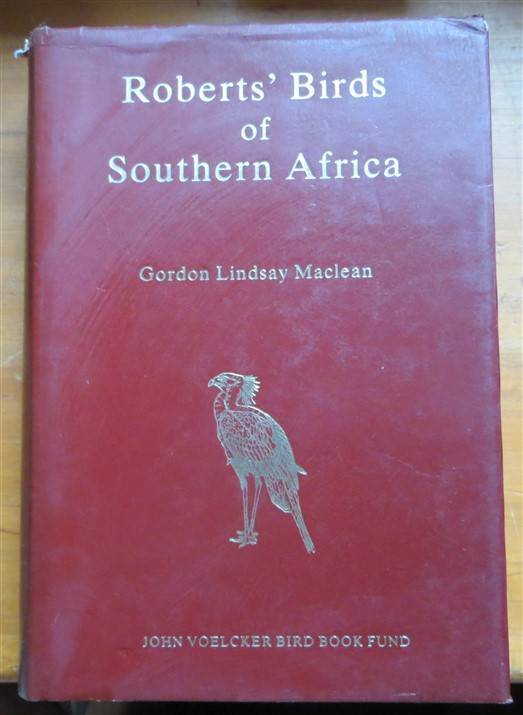 Roberts’ Birds
of
Southern Africa
Gordon Lindsay Maclean
JOHN VOELCKER BIRD BOOK FUND